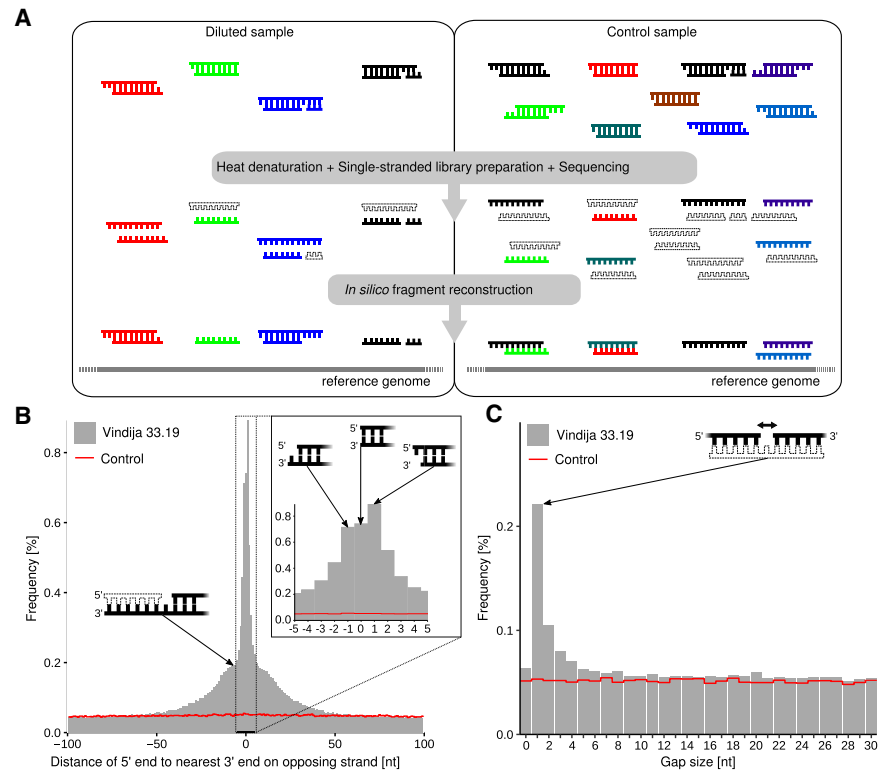 A
Diluted sample
Control sample
Heat denaturation + Single-stranded library preparation + Sequencing
In silico fragment reconstruction
reference genome
reference genome
B
Vindija 33.19
Control
0.8
0.6
0.4
0.2
0.0
Frequency [%]
−100
−50
0
50
100
Distance of 5' end to nearest 3' end on opposing strand [nt]
5'
3'
5'
3'
5'
3'
5'
3'
0.8
0.6
0.4
0.2
0.0
-5 -4 -3 -2 -1 0 1 2 3 4 5
C
Vindija 33.19
Control
5' 3'
0.2
0.1
0.0
Frequency [%]
0 2 4 6 8 10 12 14 16 18 20 22 24 26 28 30
Gap size [nt]